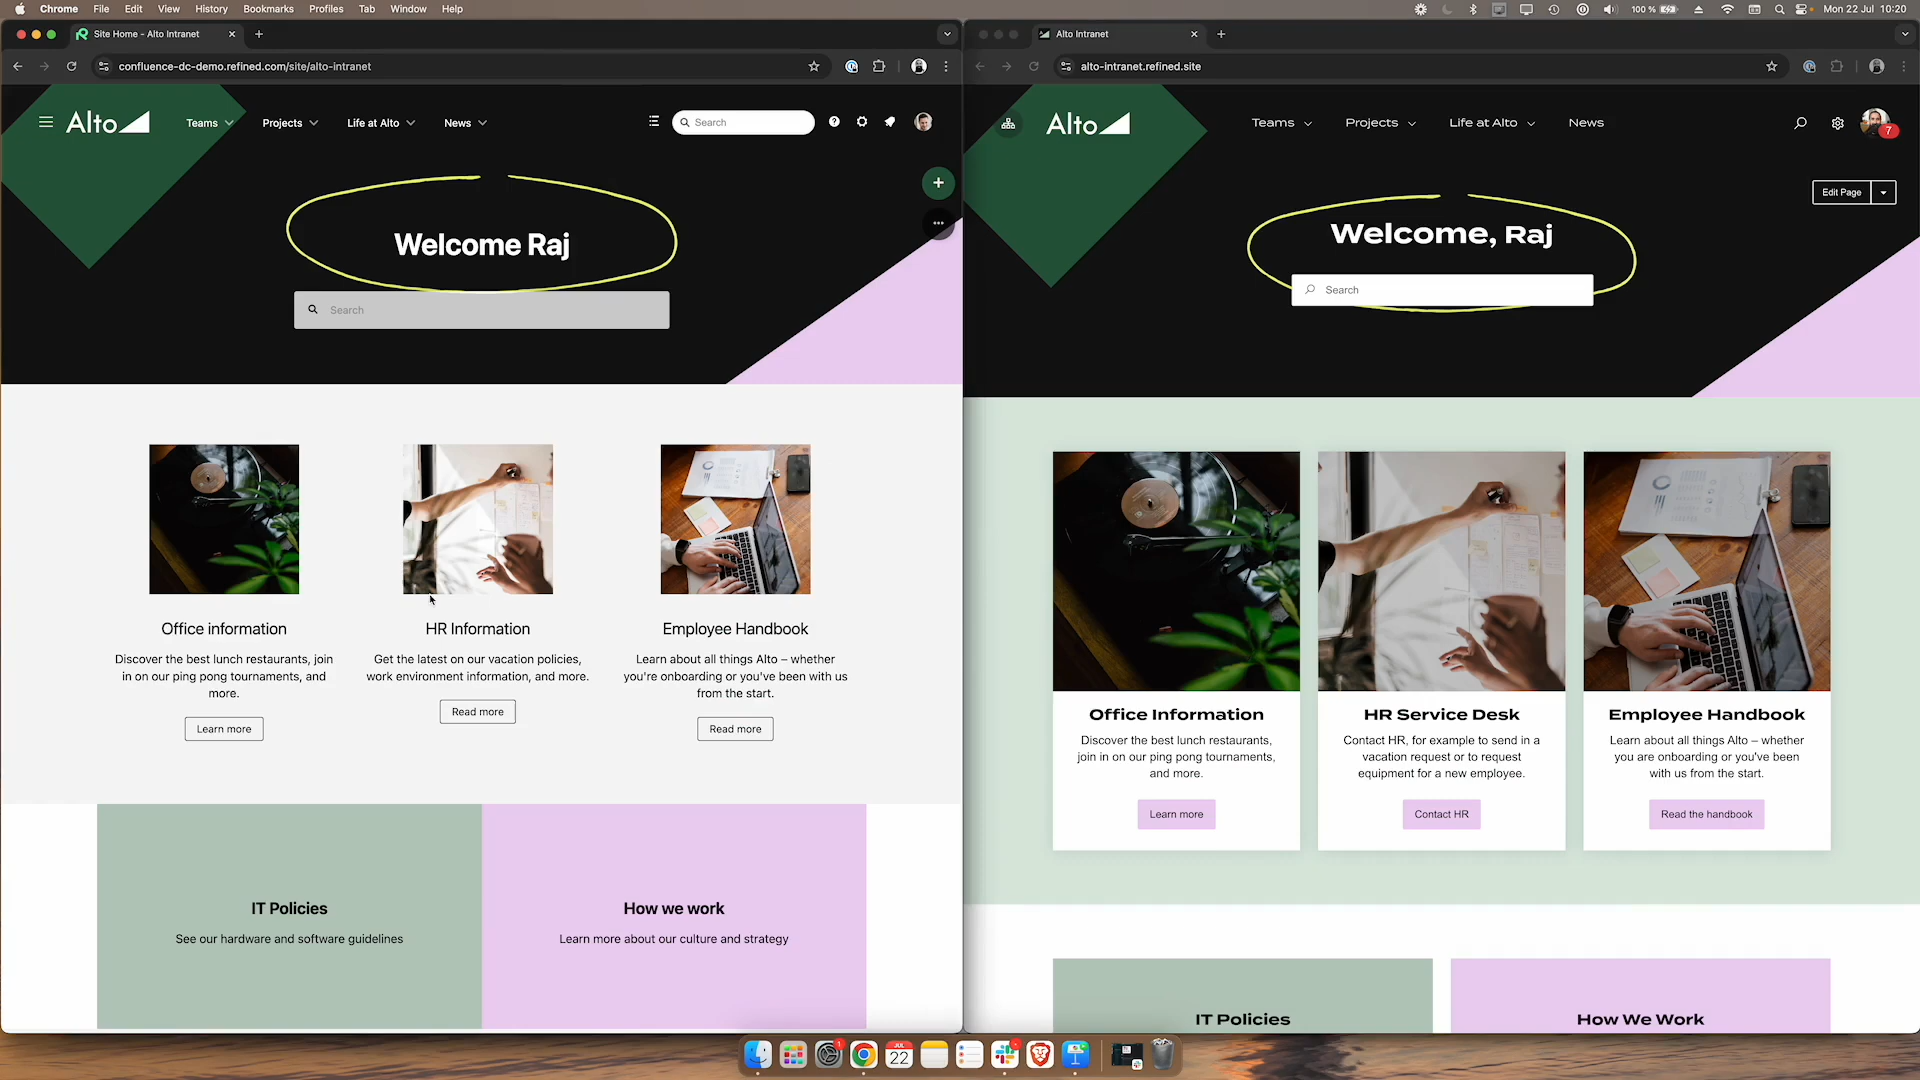 Chrome File Edit View History Bookmarks Profiles Tab Window Help
100 % Mon 22 Jul 10:20
Site Home - Alto Intranet
confluence-dc-demo.refined.com/site/alto-intranet
Alto
Teams Projects Life at Alto News
Search
Welcome Raj
Search
Office information
Discover the best lunch restaurants, join
in on our ping pong tournaments, and
more.
Learn more
HR Information
Get the latest on our vacation policies,
work environment information, and more.
Read more
Employee Handbook
Learn about all things Alto – whether
you're onboarding or you've been with us
from the start.
Read more
IT Policies
See our hardware and software guidelines
How we work
Learn more about our culture and strategy
Alto Intranet
alto-intranet.refined.site
Alto
Teams Projects Life at Alto News
7
Edit Page
Welcome, Raj
Search
Office Information
Discover the best lunch restaurants,
join in on our ping pong tournaments,
and more.
Learn more
HR Service Desk
Contact HR, for example to send in a
vacation request or to request
equipment for a new employee.
Contact HR
Employee Handbook
Learn about all things Alto – whether
you are onboarding or you've been
with us from the start.
Read the handbook
IT Policies
How We Work
1
JUL
22